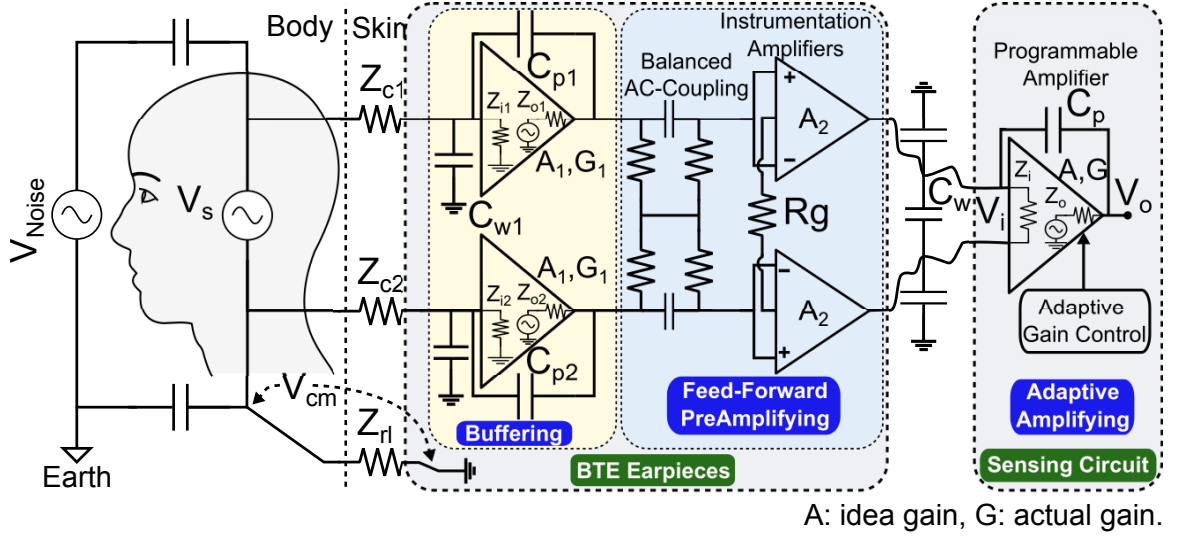 Body
Skin
V_Noise
V_s
Earth
V_cm
Z_c1
Z_c2
Z_rl
C_p1
Z_i1
Z_o1
A_1,G_1
C_w1
A_1,G_1
Z_i2
Z_o2
C_p2
Buffering
Balanced
AC-Coupling
Instrumentation
Amplifiers
+
A_2
−
Rg
−
A_2
+
Feed-Forward
PreAmplifying
BTE Earpieces
C_w
V_i
Programmable
Amplifier
C_p
Z_i
A,G
Z_o
V_o
Adaptive
Gain Control
Adaptive
Amplifying
Sensing Circuit
A: idea gain, G: actual gain.